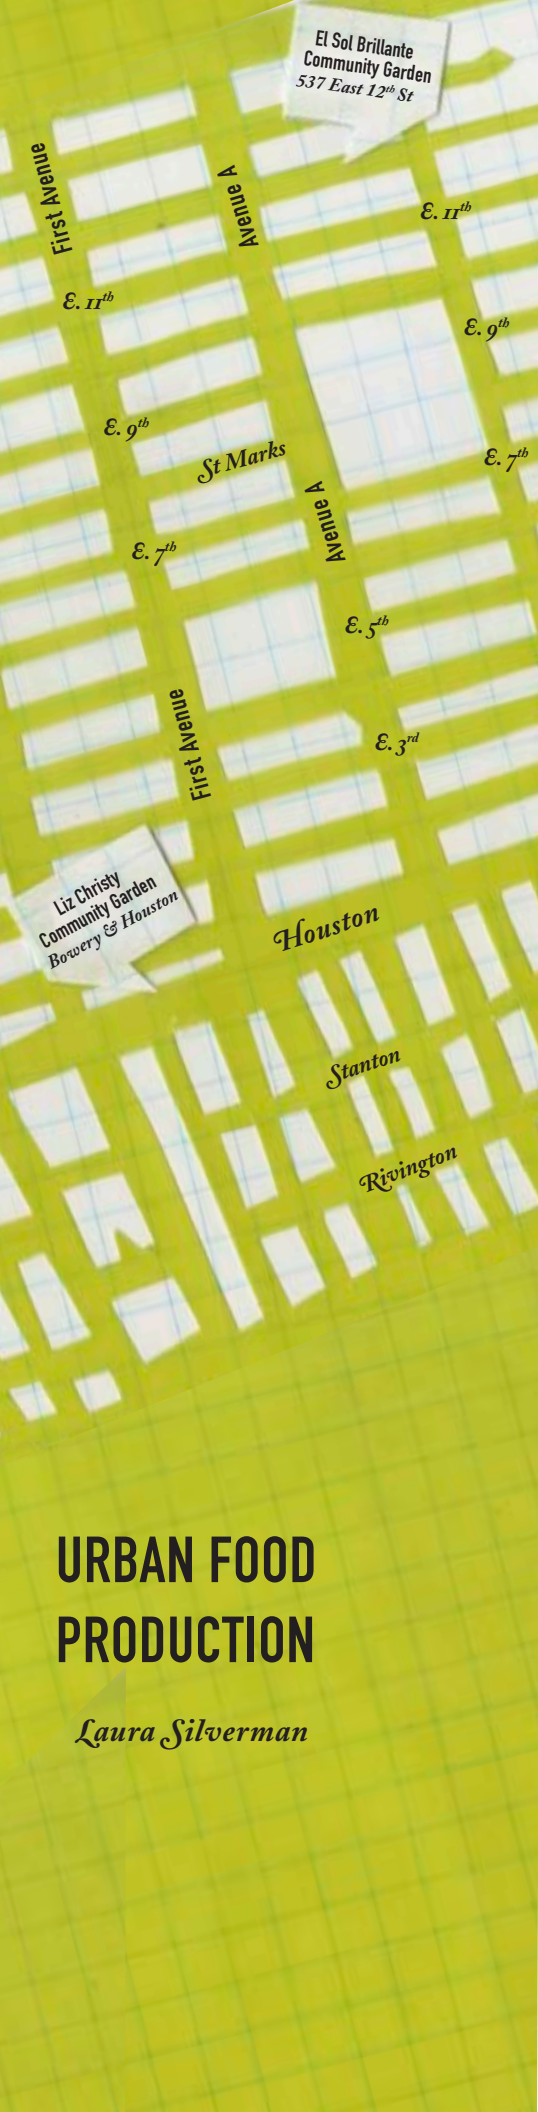 El Sol Brillante
Community Garden
537 East 12th St
First Avenue
Avenue A
E. 11th
E. 11th
E. 9th
E. 9th
St Marks
E. 7th
Avenue A
E. 7th
E. 5th
First Avenue
E. 3rd
Liz Christy
Community Garden
Bowery & Houston
Houston
Stanton
Rivington
URBAN FOOD
PRODUCTION
Laura Silverman